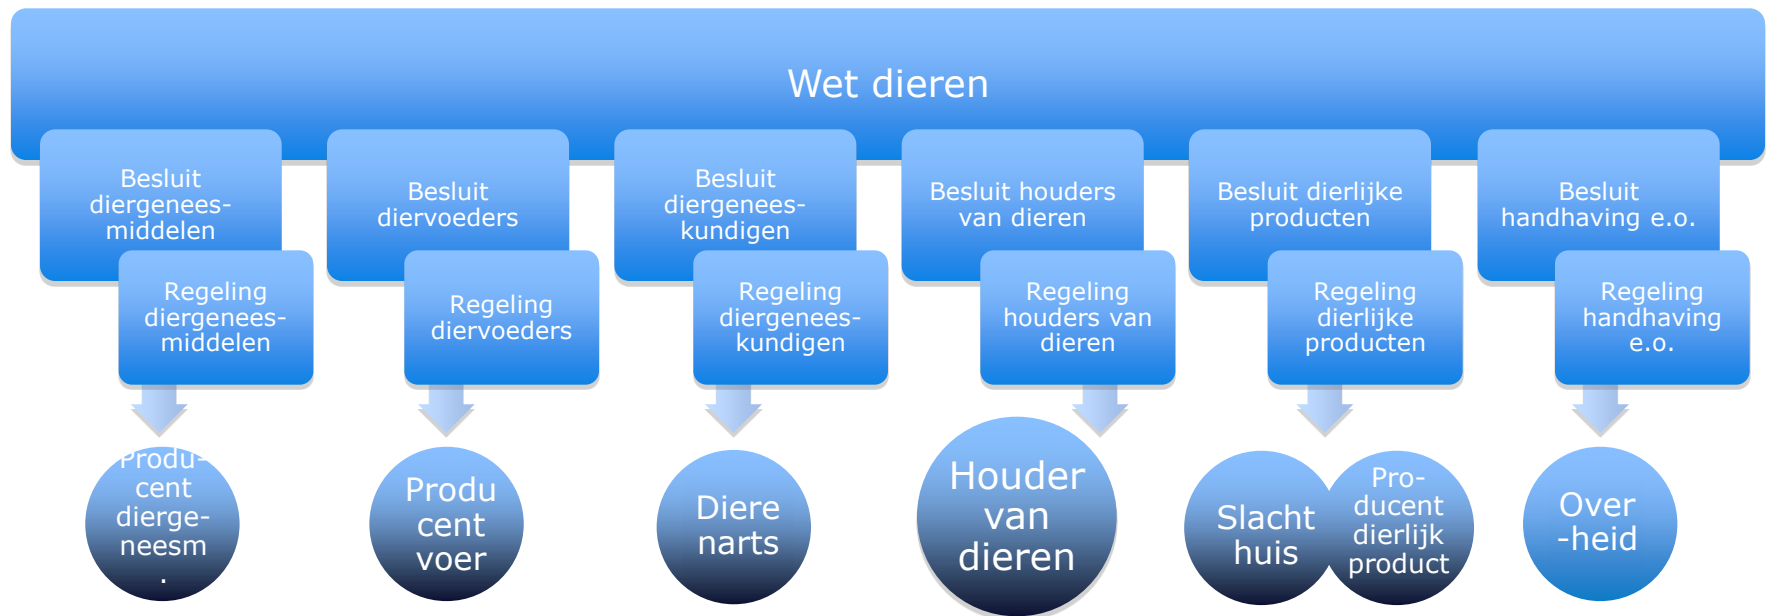 Wet dieren
Besluit
diergenees-
middelen
Besluit
diervoeders
Besluit
diergenees-
kundigen
Besluit houders
van dieren
Besluit dierlijke
producten
Besluit
handhaving e.o.
Regeling
diergenees-
middelen
Regeling
diervoeders
Regeling
diergenees-
kundigen
Regeling
houders van
dieren
Regeling
dierlijke
producten
Regeling
handhaving
e.o.
Produ-
cent
dierge-
neesm
.
Produ
cent
voer
Diere
narts
Houder
van
dieren
Slacht
huis
Pro-
ducent
dierlijk
product
Over
-heid